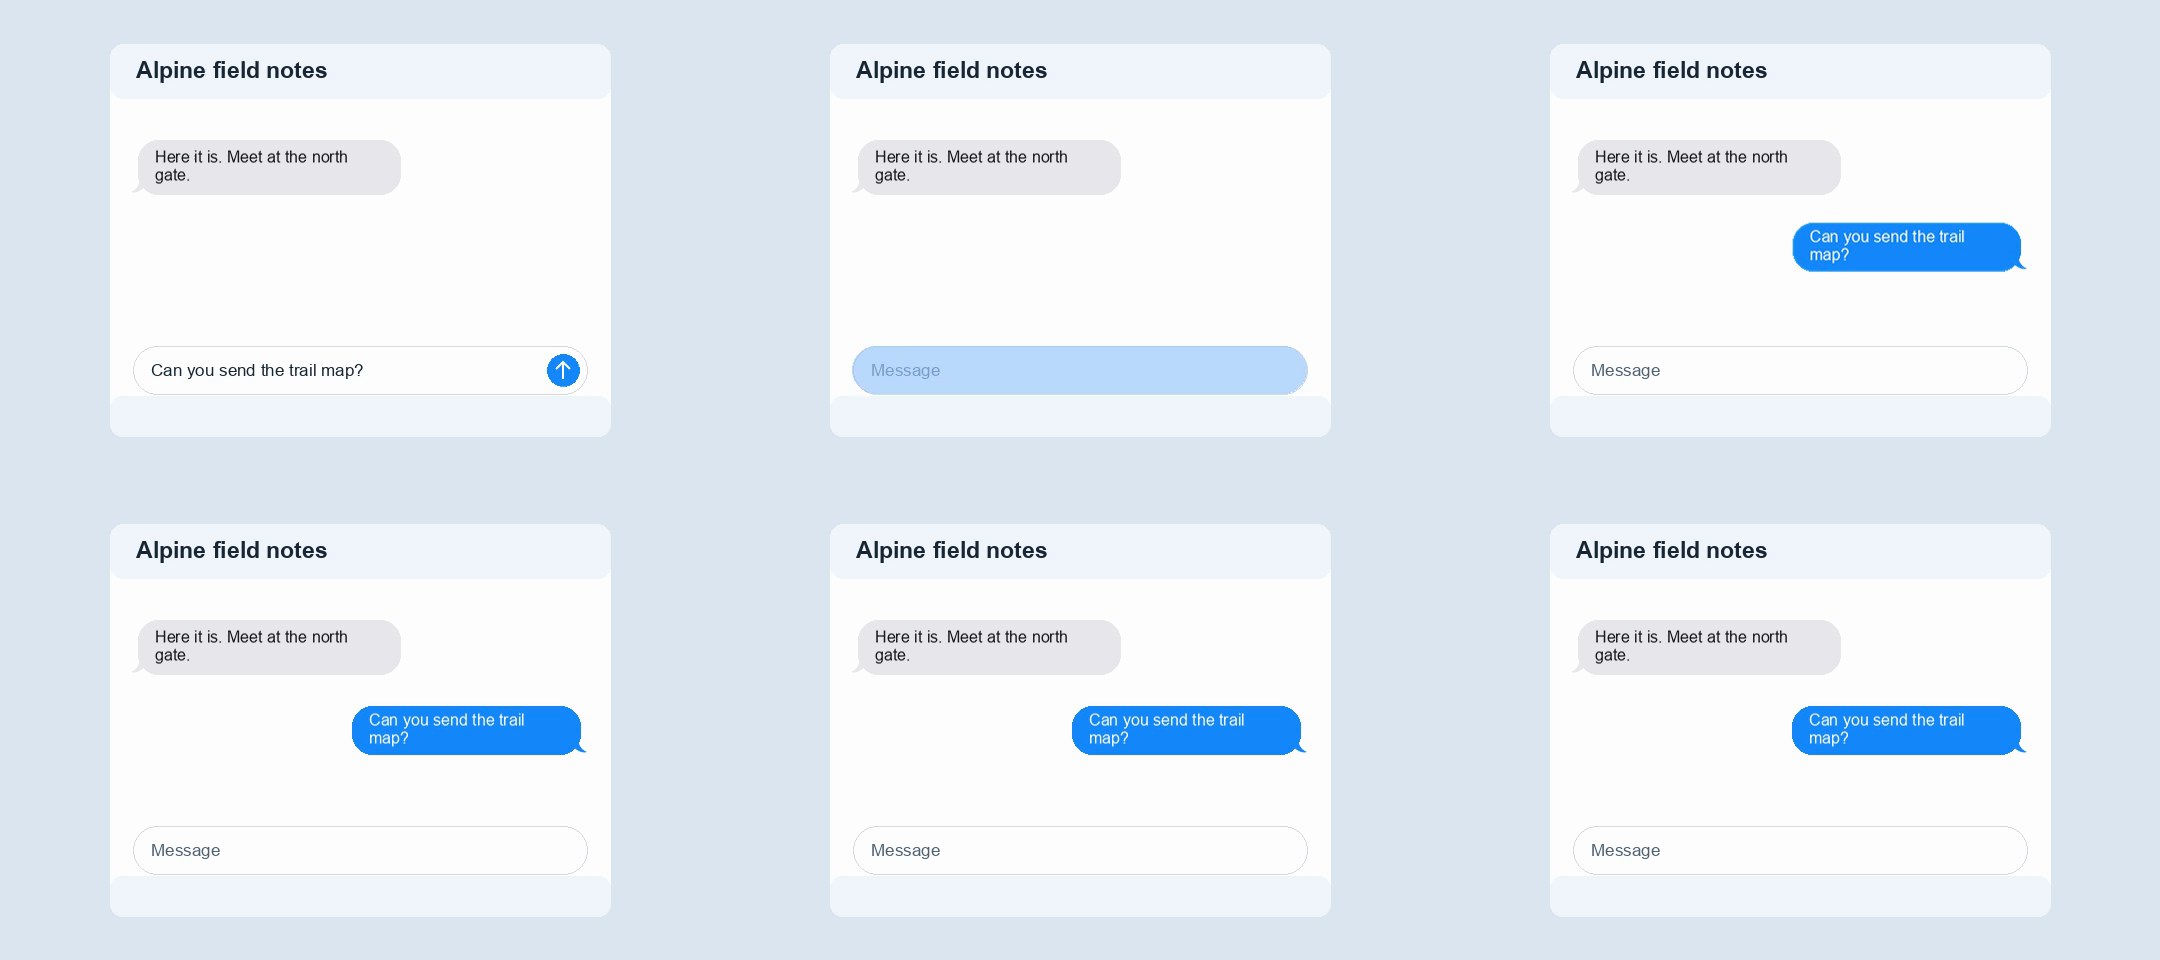 Alpine field notes
Here it is. Meet at the north
gate.
Can you send the trail map?
Alpine field notes
Here it is. Meet at the north
gate.
Message
Alpine field notes
Here it is. Meet at the north
gate.
Can you send the trail
map?
Message
Alpine field notes
Here it is. Meet at the north
gate.
Can you send the trail
map?
Message
Alpine field notes
Here it is. Meet at the north
gate.
Can you send the trail
map?
Message
Alpine field notes
Here it is. Meet at the north
gate.
Can you send the trail
map?
Message